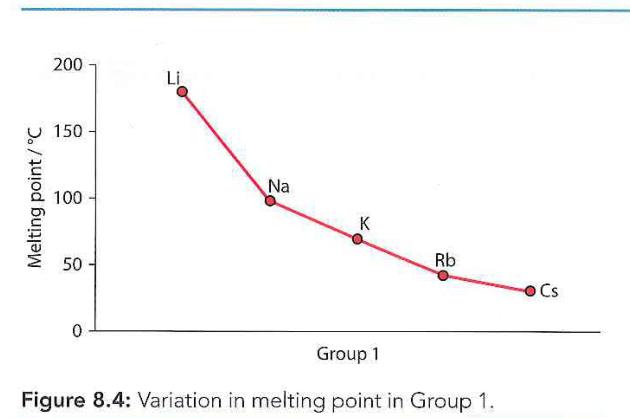 200
Li
150
Na
100
K
Rb
50
Cs
0
Melting point / °C
Group 1
Figure 8.4: Variation in melting point in Group 1.